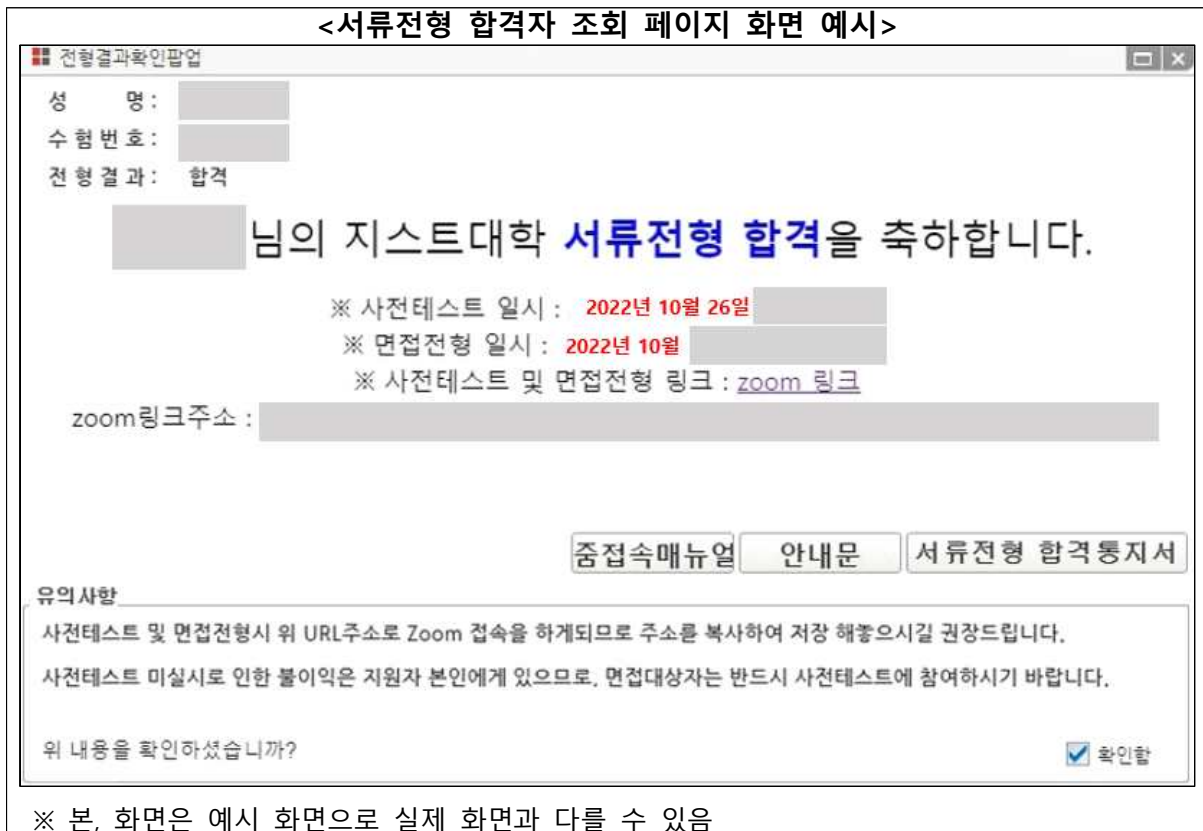 <서류전형 합격자 조회 페이지 화면 예시>
전형결과확인팝업
성 명 :
수 험 번 호 :
전 형 결 과 : 합격
님의 지스트대학 서류전형 합격을 축하합니다.
※ 사전테스트 일시 : 2022년 10월 26일
※ 면접전형 일시 : 2022년 10월
※ 사전테스트 및 면접전형 링크 : zoom 링크
zoom링크주소 :
줌접속매뉴얼 안내문 서류전형 합격통지서
유의사항
사전테스트 및 면접전형시 위 URL주소로 Zoom 접속을 하게되므로 주소를 복사하여 저장 해놓으시길 권장드립니다.
사전테스트 미실시로 인한 불이익은 지원자 본인에게 있으므로, 면접대상자는 반드시 사전테스트에 참여하시기 바랍니다.
위 내용을 확인하셨습니까? 확인함
※ 본, 화면은 예시 화면으로 실제 화면과 다를 수 있음